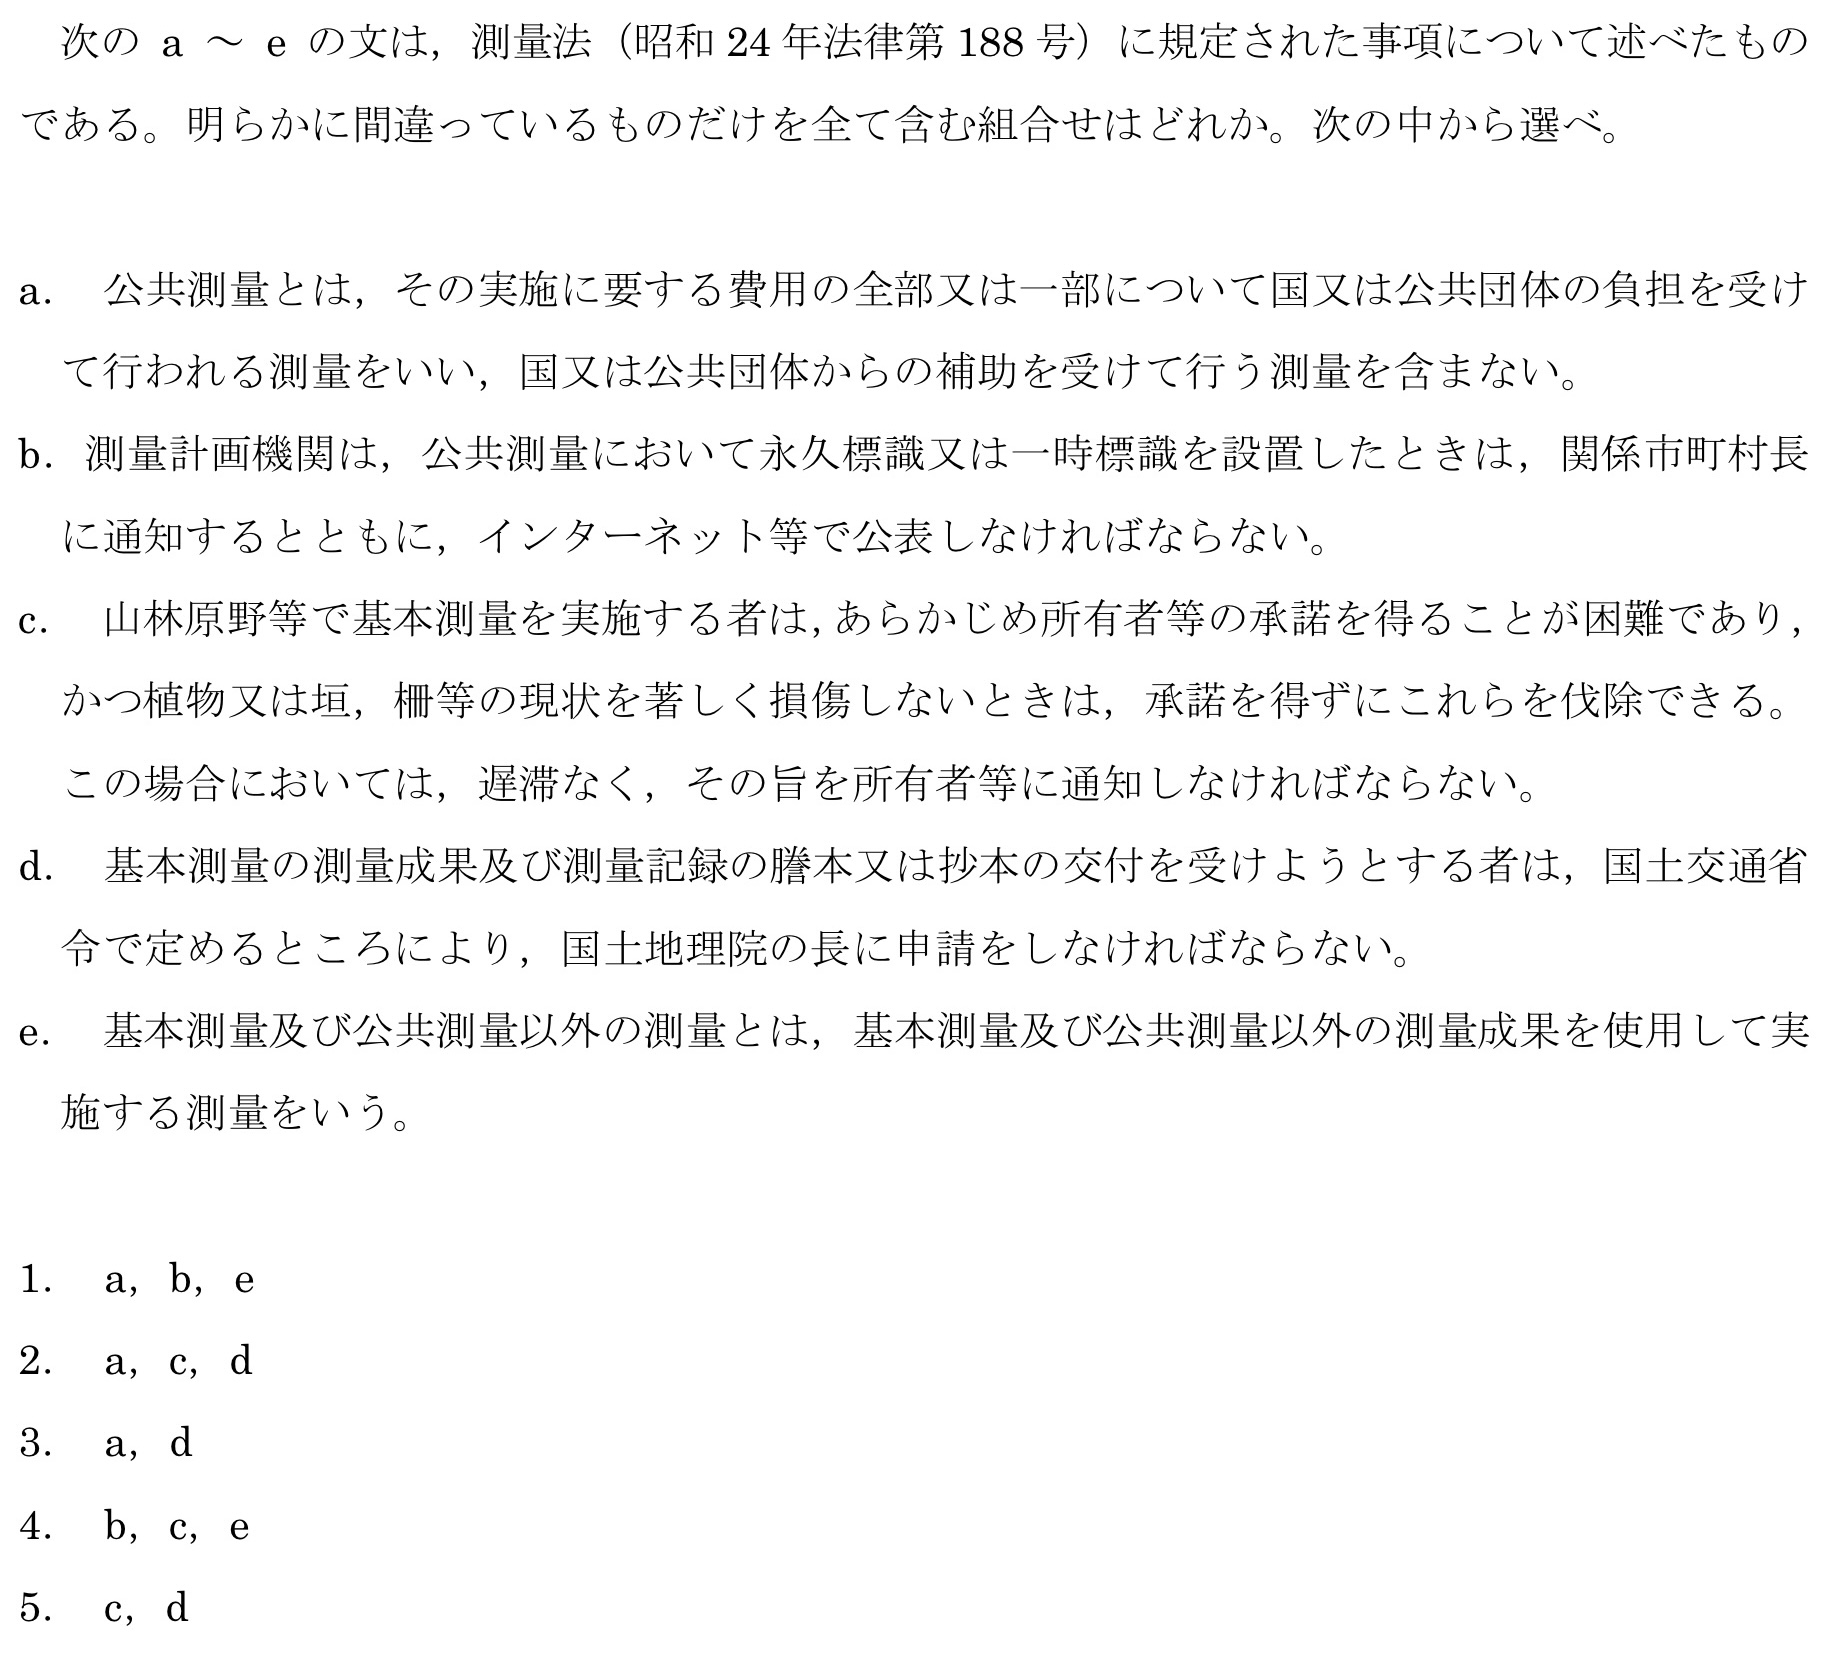 次の a ～ e の文は，測量法（昭和 24 年法律第 188 号）に規定された事項について述べたもの
である。明らかに間違っているものだけを全て含む組合せはどれか。次の中から選べ。
a. 公共測量とは，その実施に要する費用の全部又は一部について国又は公共団体の負担を受け
て行われる測量をいい，国又は公共団体からの補助を受けて行う測量を含まない。
b. 測量計画機関は，公共測量において永久標識又は一時標識を設置したときは，関係市町村長
に通知するとともに，インターネット等で公表しなければならない。
c. 山林原野等で基本測量を実施する者は，あらかじめ所有者等の承諾を得ることが困難であり，
かつ植物又は垣，柵等の現状を著しく損傷しないときは，承諾を得ずにこれらを伐除できる。
この場合においては，遅滞なく，その旨を所有者等に通知しなければならない。
d. 基本測量の測量成果及び測量記録の謄本又は抄本の交付を受けようとする者は，国土交通省
令で定めるところにより，国土地理院の長に申請をしなければならない。
e. 基本測量及び公共測量以外の測量とは，基本測量及び公共測量以外の測量成果を使用して実
施する測量をいう。
1. a，b，e
2. a，c，d
3. a，d
4. b，c，e
5. c，d